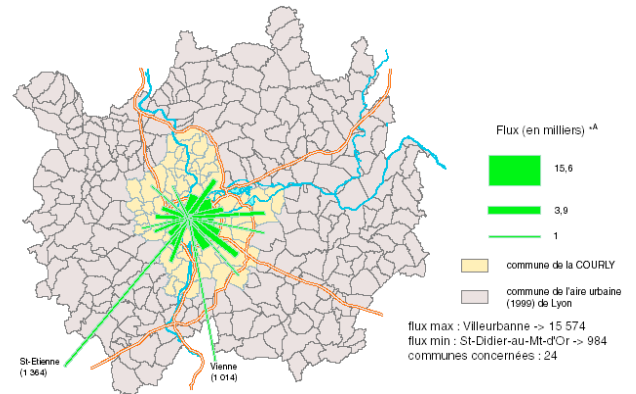 Flux (en milliers) *A
15,6
3,9
1
commune de la COURLY
commune de l'aire urbaine
(1999) de Lyon
flux max : Villeurbanne -> 15 574
flux min : St-Didier-au-Mt-d'Or -> 984
communes concernées : 24
St-Etienne
(1 364)
Vienne
(1 014)